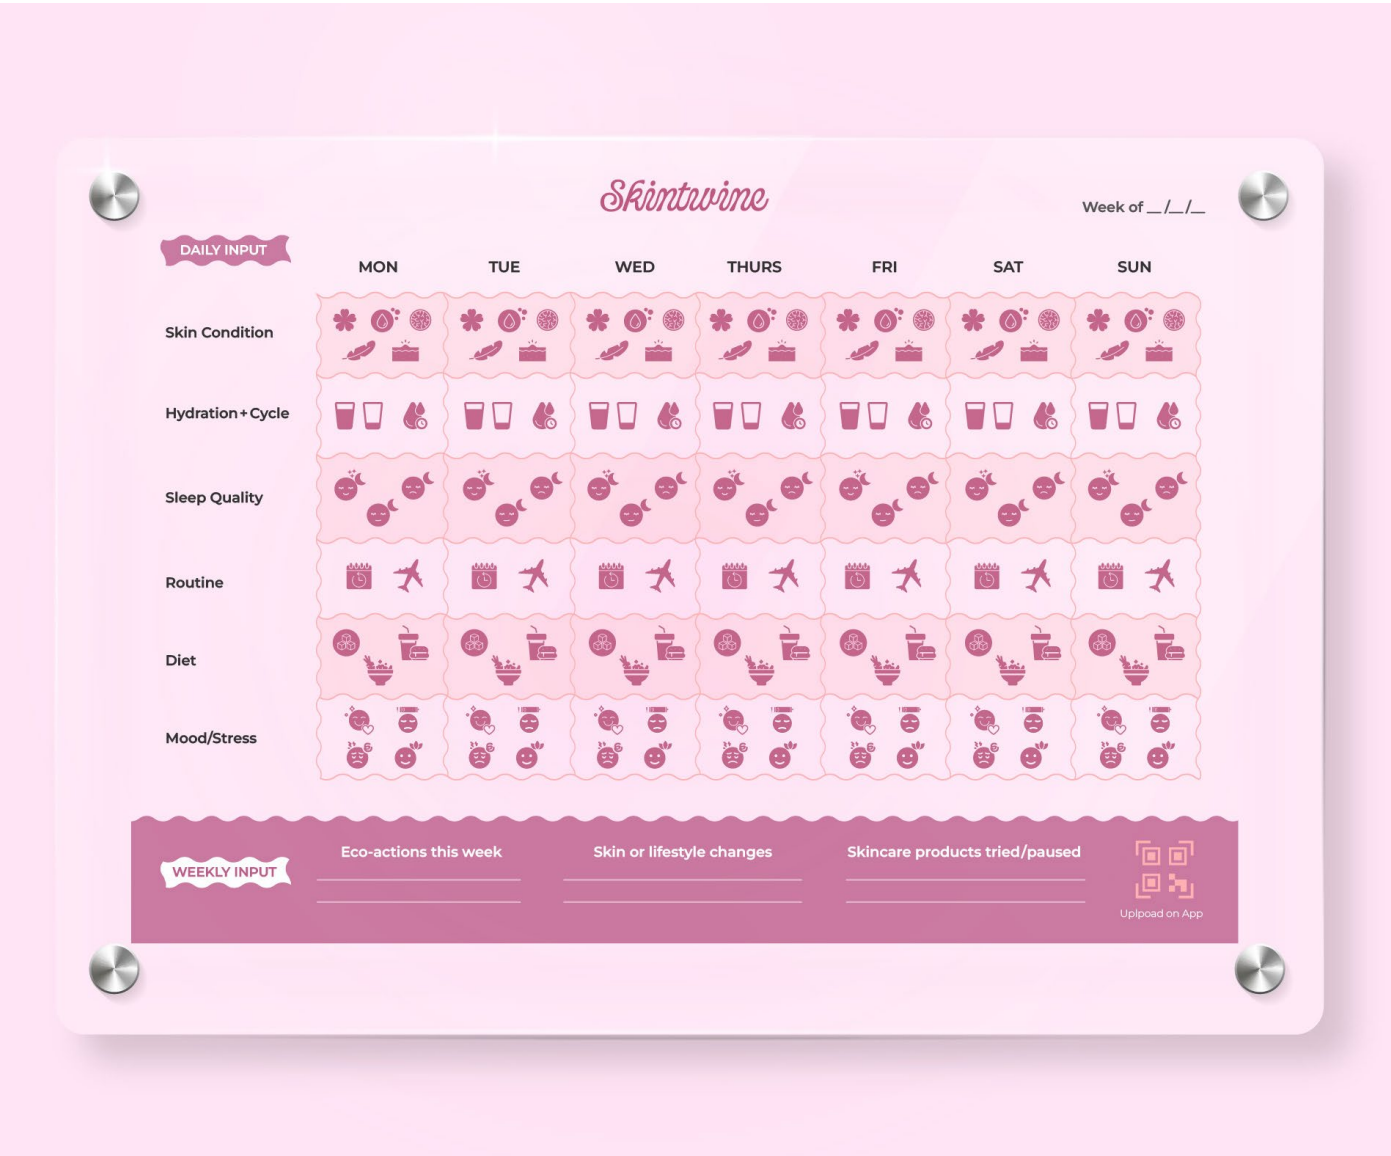 Skintwine
Week of __/__/__
DAILY INPUT
MON TUE WED THURS FRI SAT SUN
Skin Condition
Hydration+Cycle
Sleep Quality
Routine
Diet
Mood/Stress
WEEKLY INPUT
Eco-actions this week
Skin or lifestyle changes
Skincare products tried/paused
Uplpoad on App